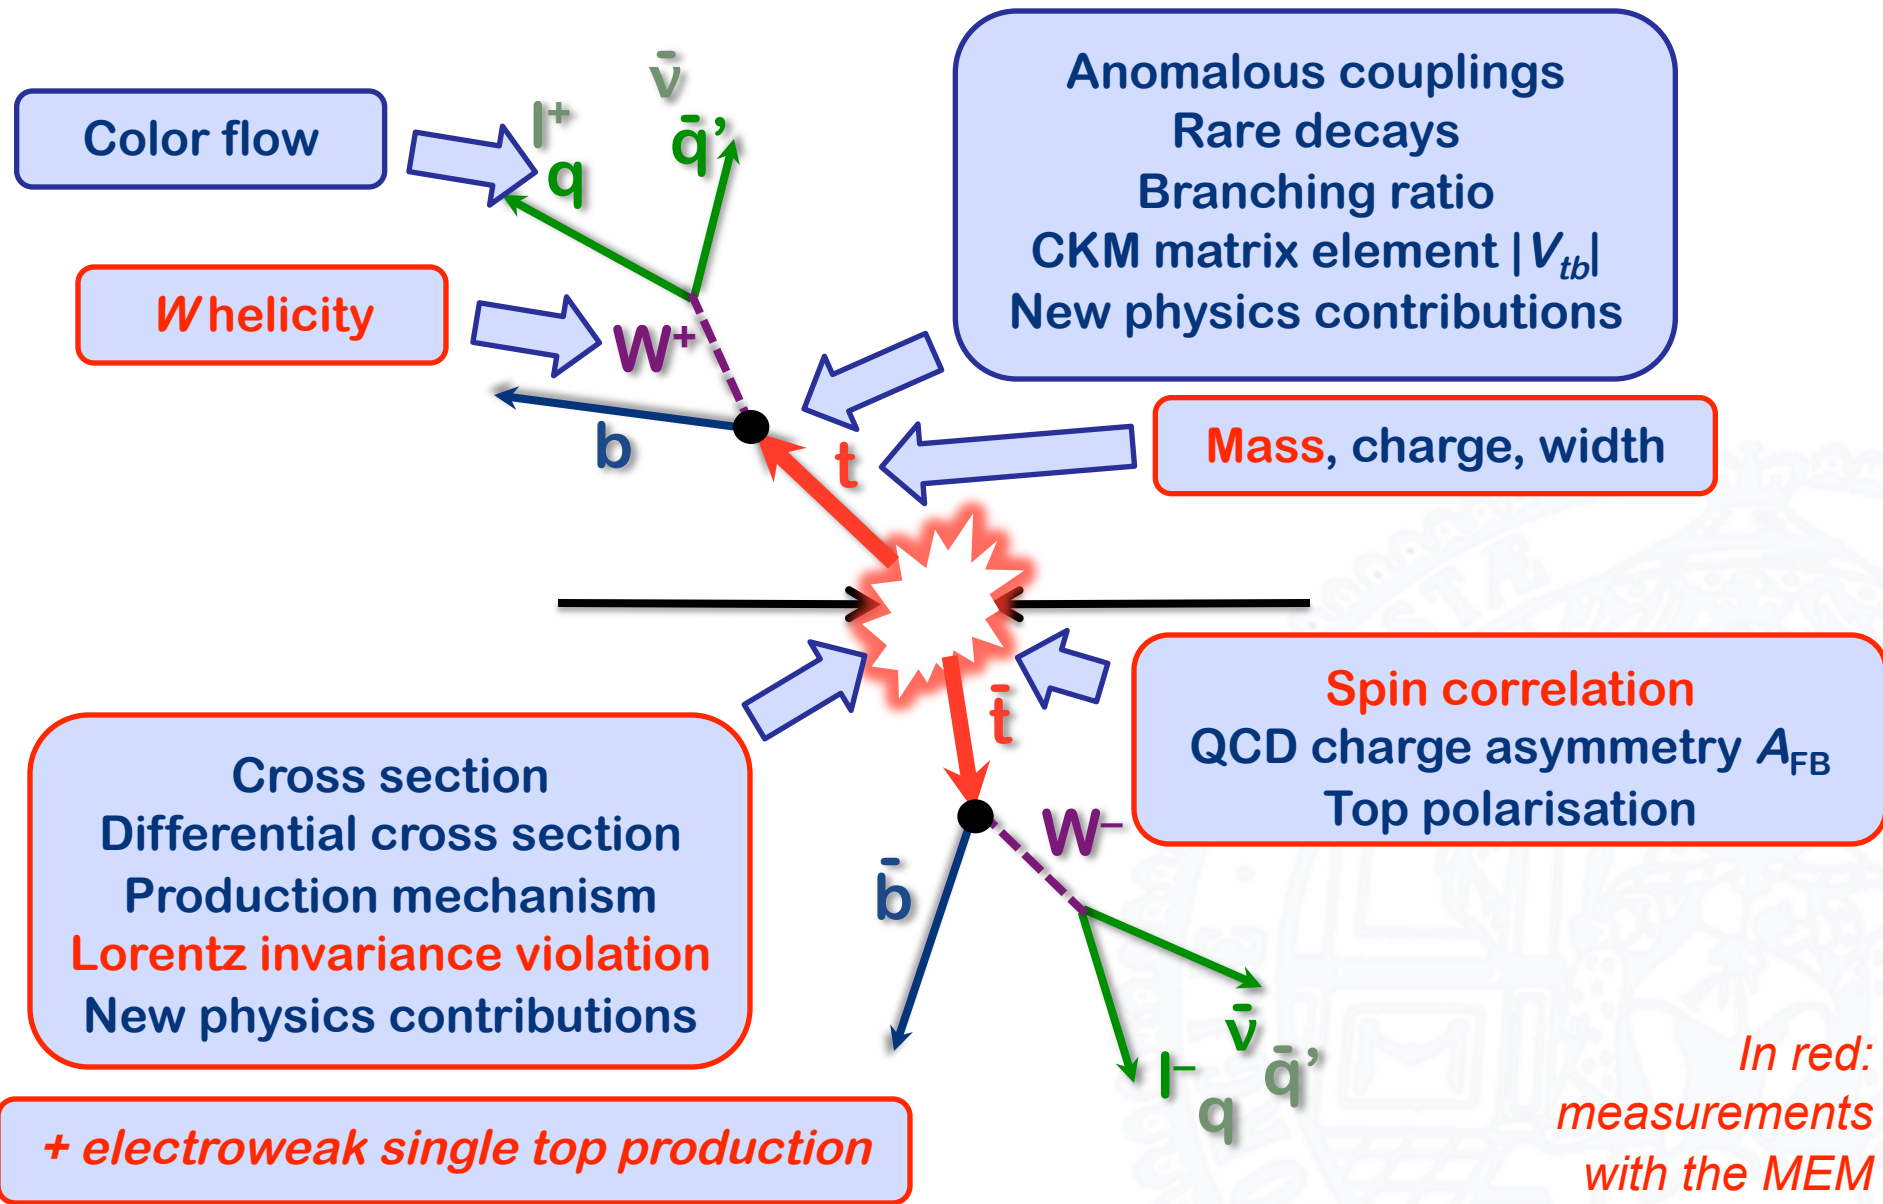 Color flow
W helicity
l⁺
q
ν̄
q̄’
W⁺
b
t
Anomalous couplings
Rare decays
Branching ratio
CKM matrix element |V_tb|
New physics contributions
Mass, charge, width
Spin correlation
QCD charge asymmetry A_FB
Top polarisation
t̄
W⁻
b̄
ν̄
l⁻
q̄’
q
Cross section
Differential cross section
Production mechanism
Lorentz invariance violation
New physics contributions
+ electroweak single top production
In red:
measurements
with the MEM